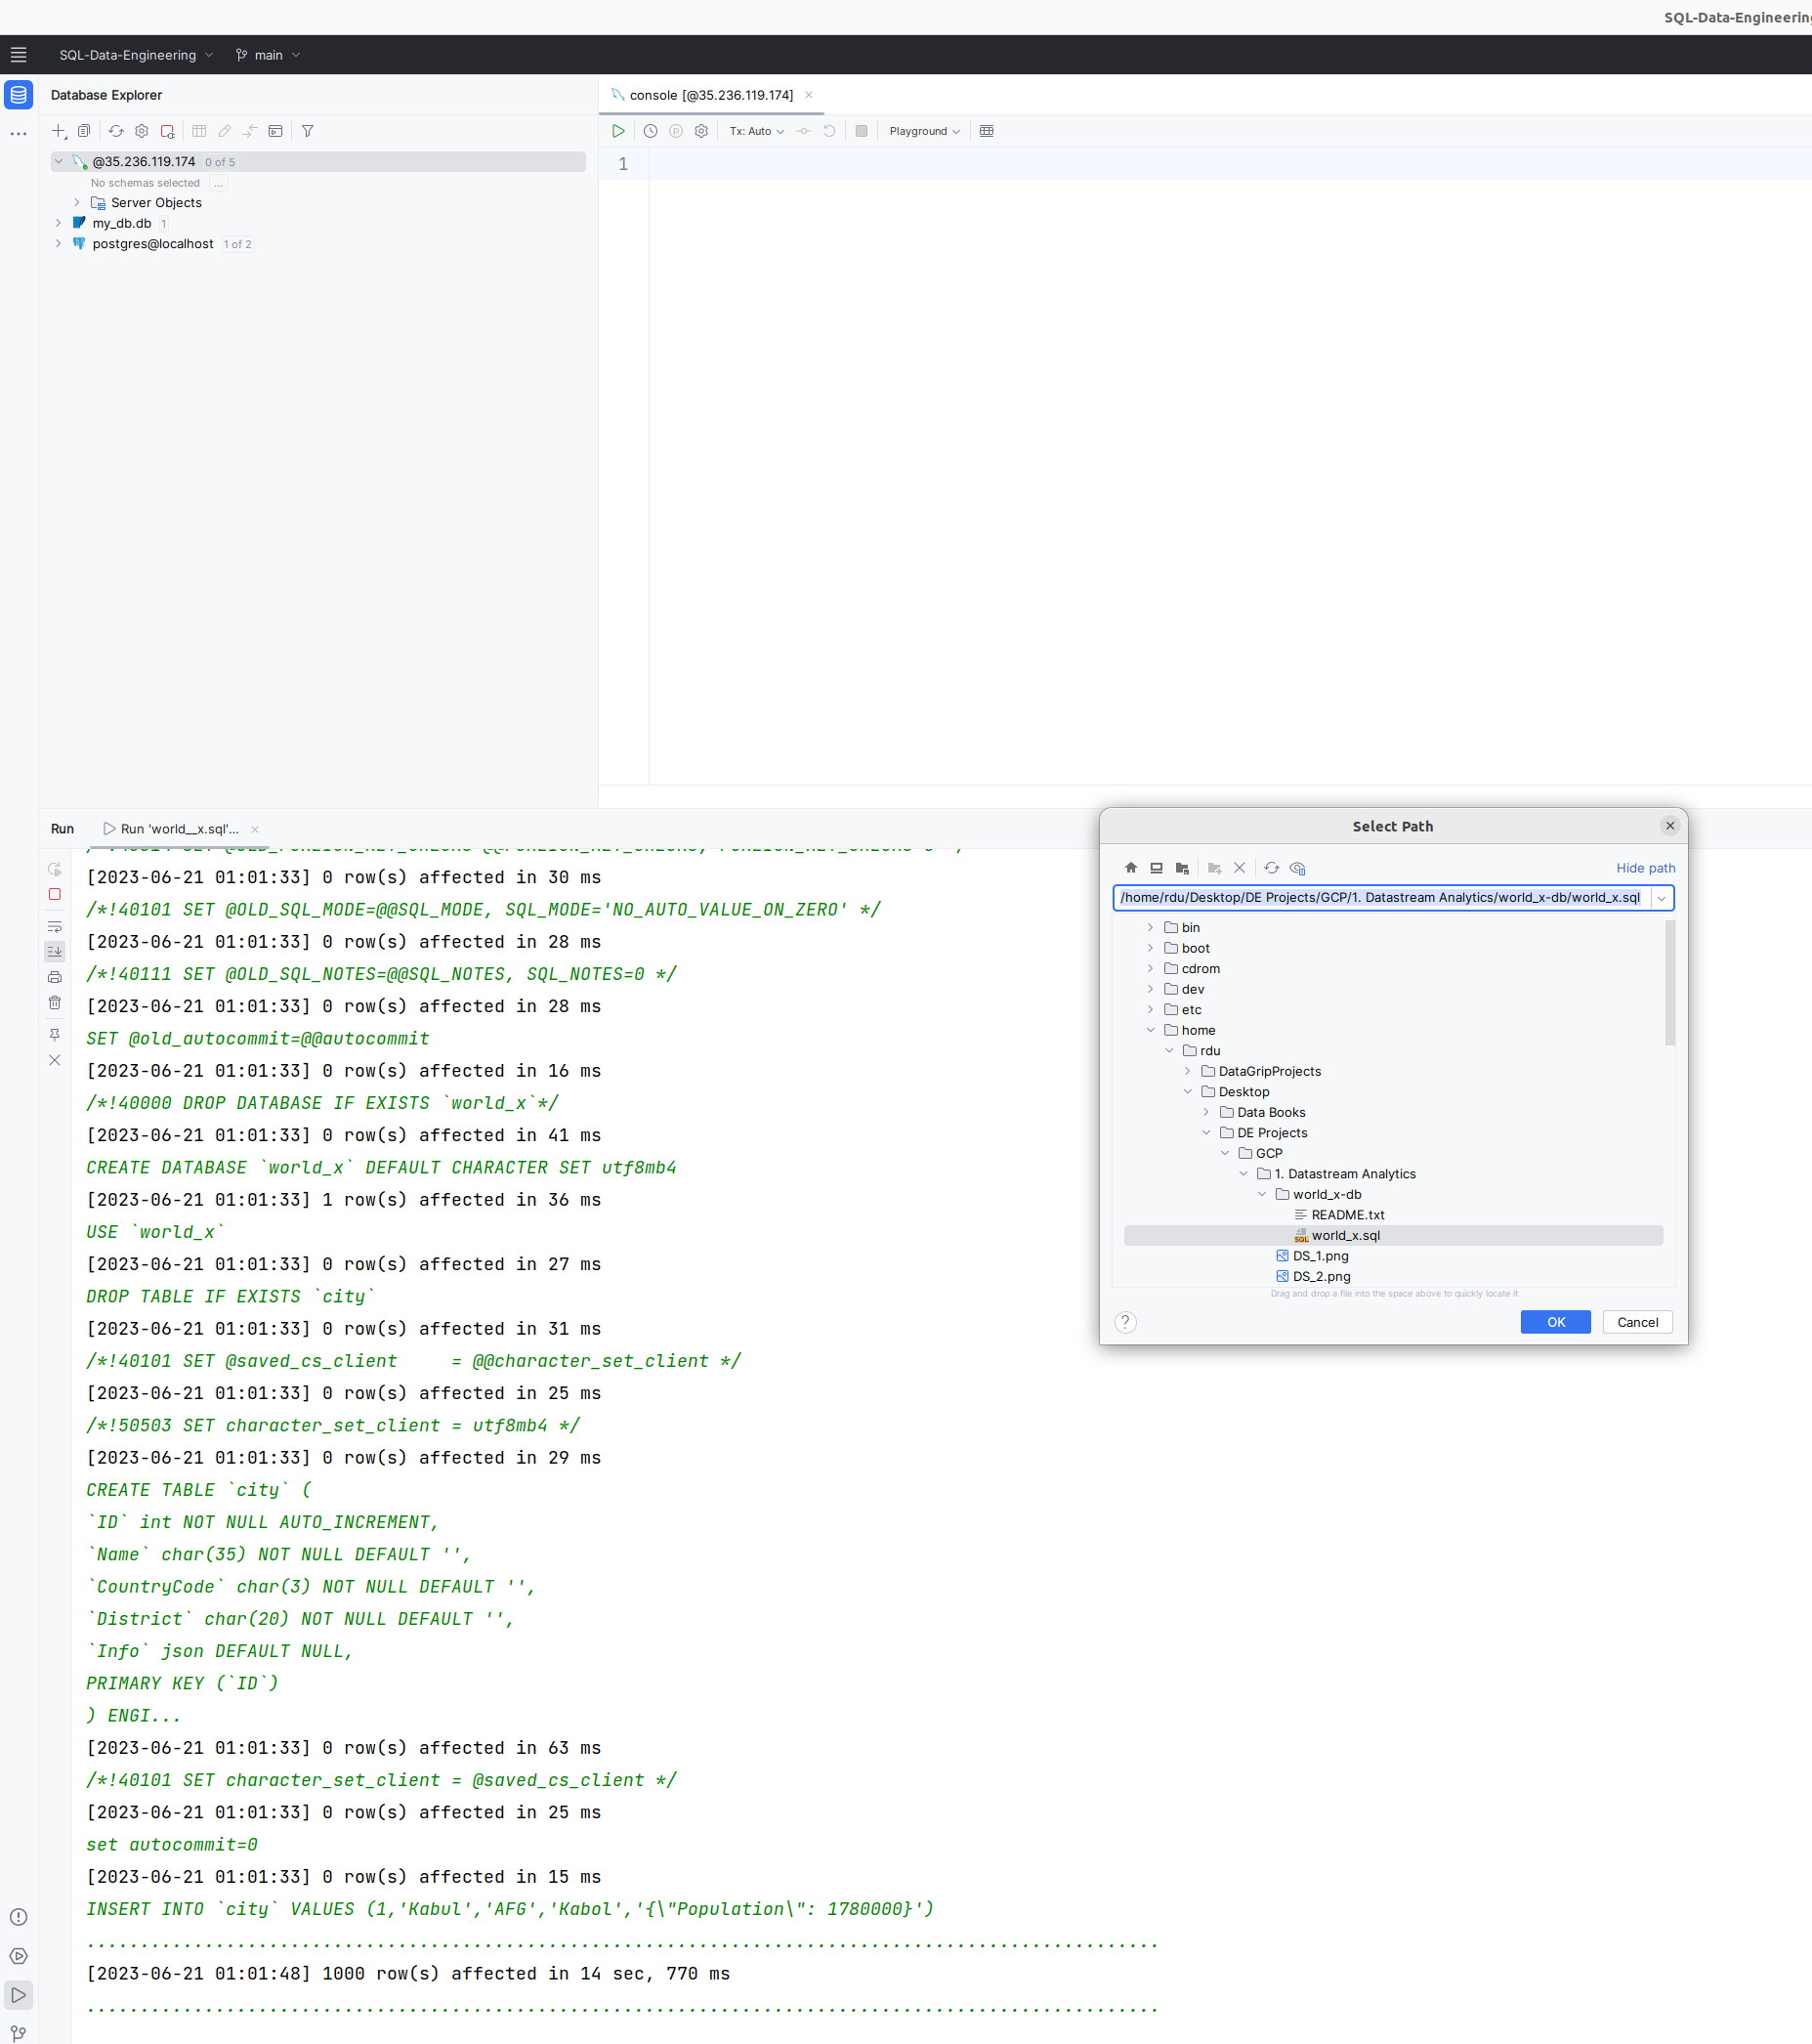 SQL-Data-Engineering
SQL-Data-Engineering
main
Database Explorer
console [@35.236.119.174]
Tx: Auto
Playground
@35.236.119.174 0 of 5
No schemas selected ...
Server Objects
my_db.db 1
postgres@localhost 1 of 2
1
Run
Run 'world__x.sql'...
[2023-06-21 01:01:33] 0 row(s) affected in 30 ms
/*!40101 SET @OLD_SQL_MODE=@@SQL_MODE, SQL_MODE='NO_AUTO_VALUE_ON_ZERO' */
[2023-06-21 01:01:33] 0 row(s) affected in 28 ms
/*!40111 SET @OLD_SQL_NOTES=@@SQL_NOTES, SQL_NOTES=0 */
[2023-06-21 01:01:33] 0 row(s) affected in 28 ms
SET @old_autocommit=@@autocommit
[2023-06-21 01:01:33] 0 row(s) affected in 16 ms
/*!40000 DROP DATABASE IF EXISTS `world_x`*/
[2023-06-21 01:01:33] 0 row(s) affected in 41 ms
CREATE DATABASE `world_x` DEFAULT CHARACTER SET utf8mb4
[2023-06-21 01:01:33] 1 row(s) affected in 36 ms
USE `world_x`
[2023-06-21 01:01:33] 0 row(s) affected in 27 ms
DROP TABLE IF EXISTS `city`
[2023-06-21 01:01:33] 0 row(s) affected in 31 ms
/*!40101 SET @saved_cs_client     = @@character_set_client */
[2023-06-21 01:01:33] 0 row(s) affected in 25 ms
/*!50503 SET character_set_client = utf8mb4 */
[2023-06-21 01:01:33] 0 row(s) affected in 29 ms
CREATE TABLE `city` (
`ID` int NOT NULL AUTO_INCREMENT,
`Name` char(35) NOT NULL DEFAULT '',
`CountryCode` char(3) NOT NULL DEFAULT '',
`District` char(20) NOT NULL DEFAULT '',
`Info` json DEFAULT NULL,
PRIMARY KEY (`ID`)
) ENGI...
[2023-06-21 01:01:33] 0 row(s) affected in 63 ms
/*!40101 SET character_set_client = @saved_cs_client */
[2023-06-21 01:01:33] 0 row(s) affected in 25 ms
set autocommit=0
[2023-06-21 01:01:33] 0 row(s) affected in 15 ms
INSERT INTO `city` VALUES (1,'Kabul','AFG','Kabol','{\"Population\": 1780000}')
....................................................................................................
[2023-06-21 01:01:48] 1000 row(s) affected in 14 sec, 770 ms
....................................................................................................
Select Path
Hide path
/home/rdu/Desktop/DE Projects/GCP/1. Datastream Analytics/world_x-db/world_x.sql
bin
boot
cdrom
dev
etc
home
rdu
DataGripProjects
Desktop
Data Books
DE Projects
GCP
1. Datastream Analytics
world_x-db
README.txt
world_x.sql
DS_1.png
DS_2.png
Drag and drop a file into the space above to quickly locate it
?
OK
Cancel